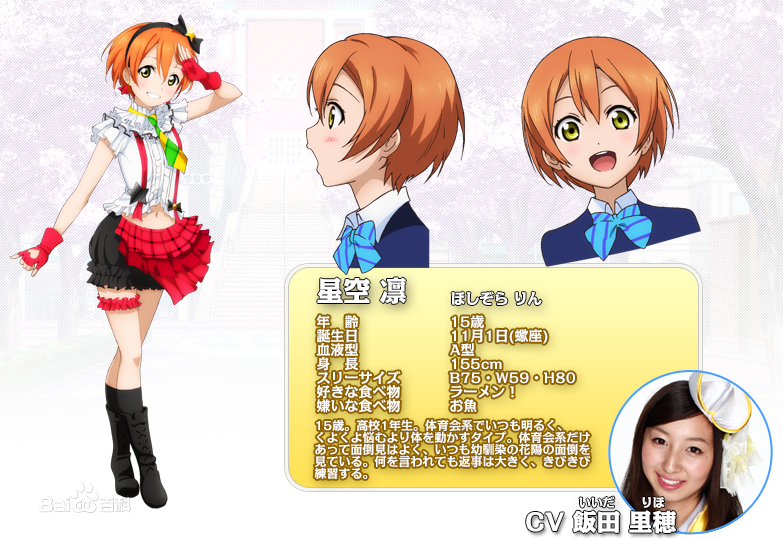 星空 凛 ほしぞら りん
年 齢 15歳
誕生日 11月1日(蠍座)
血液型 A型
身 長 155cm
スリーサイズ B75・W59・H80
好きな食べ物 ラーメン！
嫌いな食べ物 お魚
15歳。高校1年生。体育会系でいつも明るく、
くよくよ悩むより体を動かすタイプ。体育会系だけ
あって面倒見はよく、いつも幼馴染の花陽の面倒を
見ている。何を言われても返事は大きく、きびきび
練習する。
いいだ りほ
CV 飯田 里穂
Bai 百科